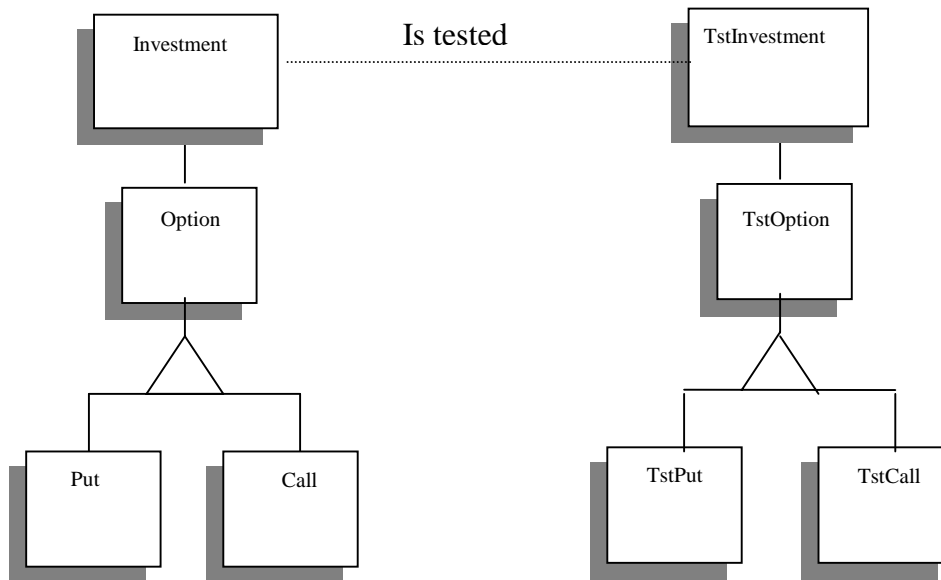 Investment
Is tested
TstInvestment
Option
TstOption
Put
Call
TstPut
TstCall